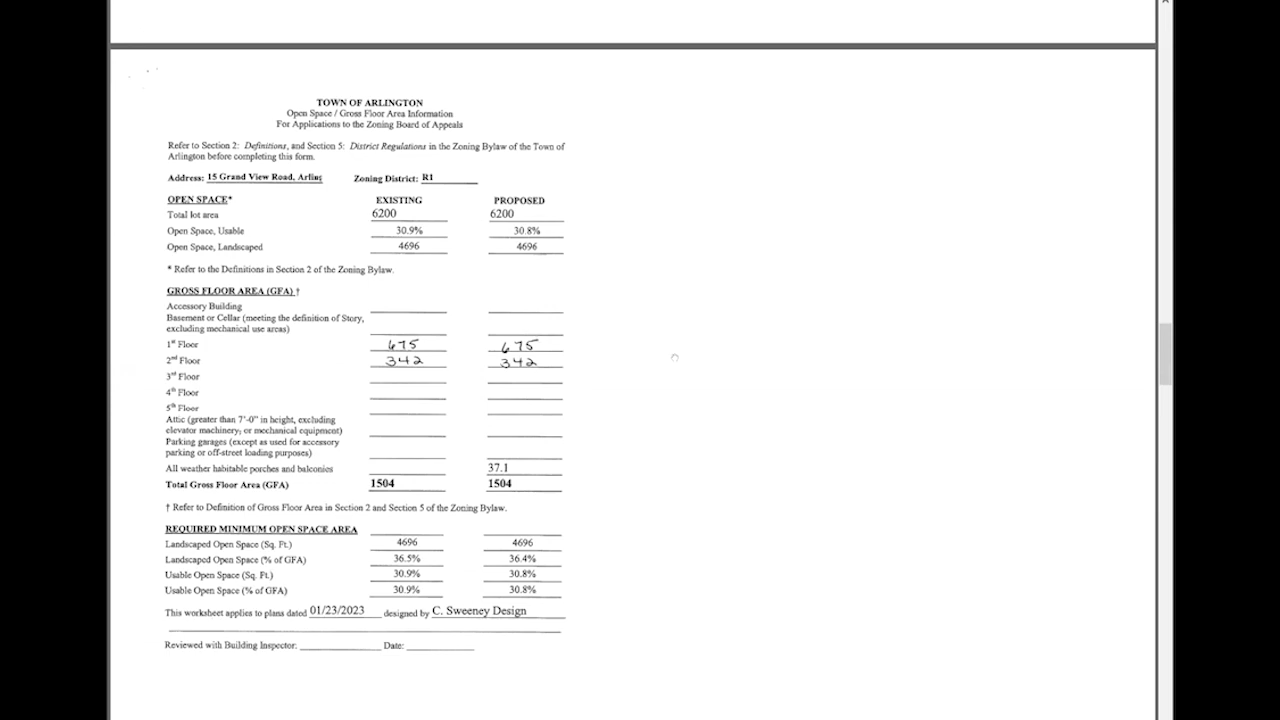 TOWN OF ARLINGTON
Open Space / Gross Floor Area Information
For Applications to the Zoning Board of Appeals
Refer to Section 2: Definitions, and Section 5: District Regulations in the Zoning Bylaw of the Town of
Arlington before completing this form.
Address: 15 Grand View Road, Arling Zoning District: R1
OPEN SPACE* EXISTING PROPOSED
Total lot area 6200 6200
Open Space, Usable 30.9% 30.8%
Open Space, Landscaped 4696 4696
* Refer to the Definitions in Section 2 of the Zoning Bylaw.
GROSS FLOOR AREA (GFA) †
Accessory Building
Basement or Cellar (meeting the definition of Story,
excluding mechanical use areas)
1st Floor 675 675
2nd Floor 342 342
3rd Floor
4th Floor
5th Floor
Attic (greater than 7'-0" in height, excluding
elevator machinery, or mechanical equipment)
Parking garages (except as used for accessory
parking or off-street loading purposes)
All weather habitable porches and balconies 37.1
Total Gross Floor Area (GFA) 1504 1504
† Refer to Definition of Gross Floor Area in Section 2 and Section 5 of the Zoning Bylaw.
REQUIRED MINIMUM OPEN SPACE AREA
Landscaped Open Space (Sq. Ft.) 4696 4696
Landscaped Open Space (% of GFA) 36.5% 36.4%
Usable Open Space (Sq. Ft.) 30.9% 30.8%
Usable Open Space (% of GFA) 30.9% 30.8%
This worksheet applies to plans dated 01/23/2023 designed by C. Sweeney Design
Reviewed with Building Inspector: Date: